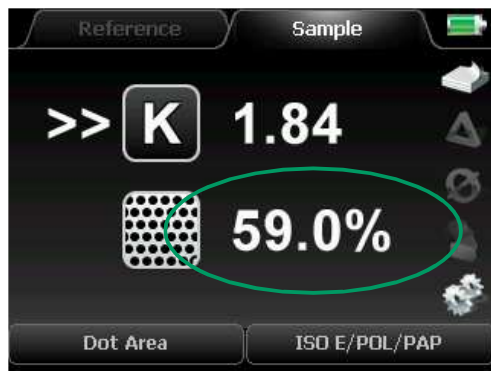 Reference Sample
>> K 1.84
59.0%
Dot Area ISO E/POL/PAP